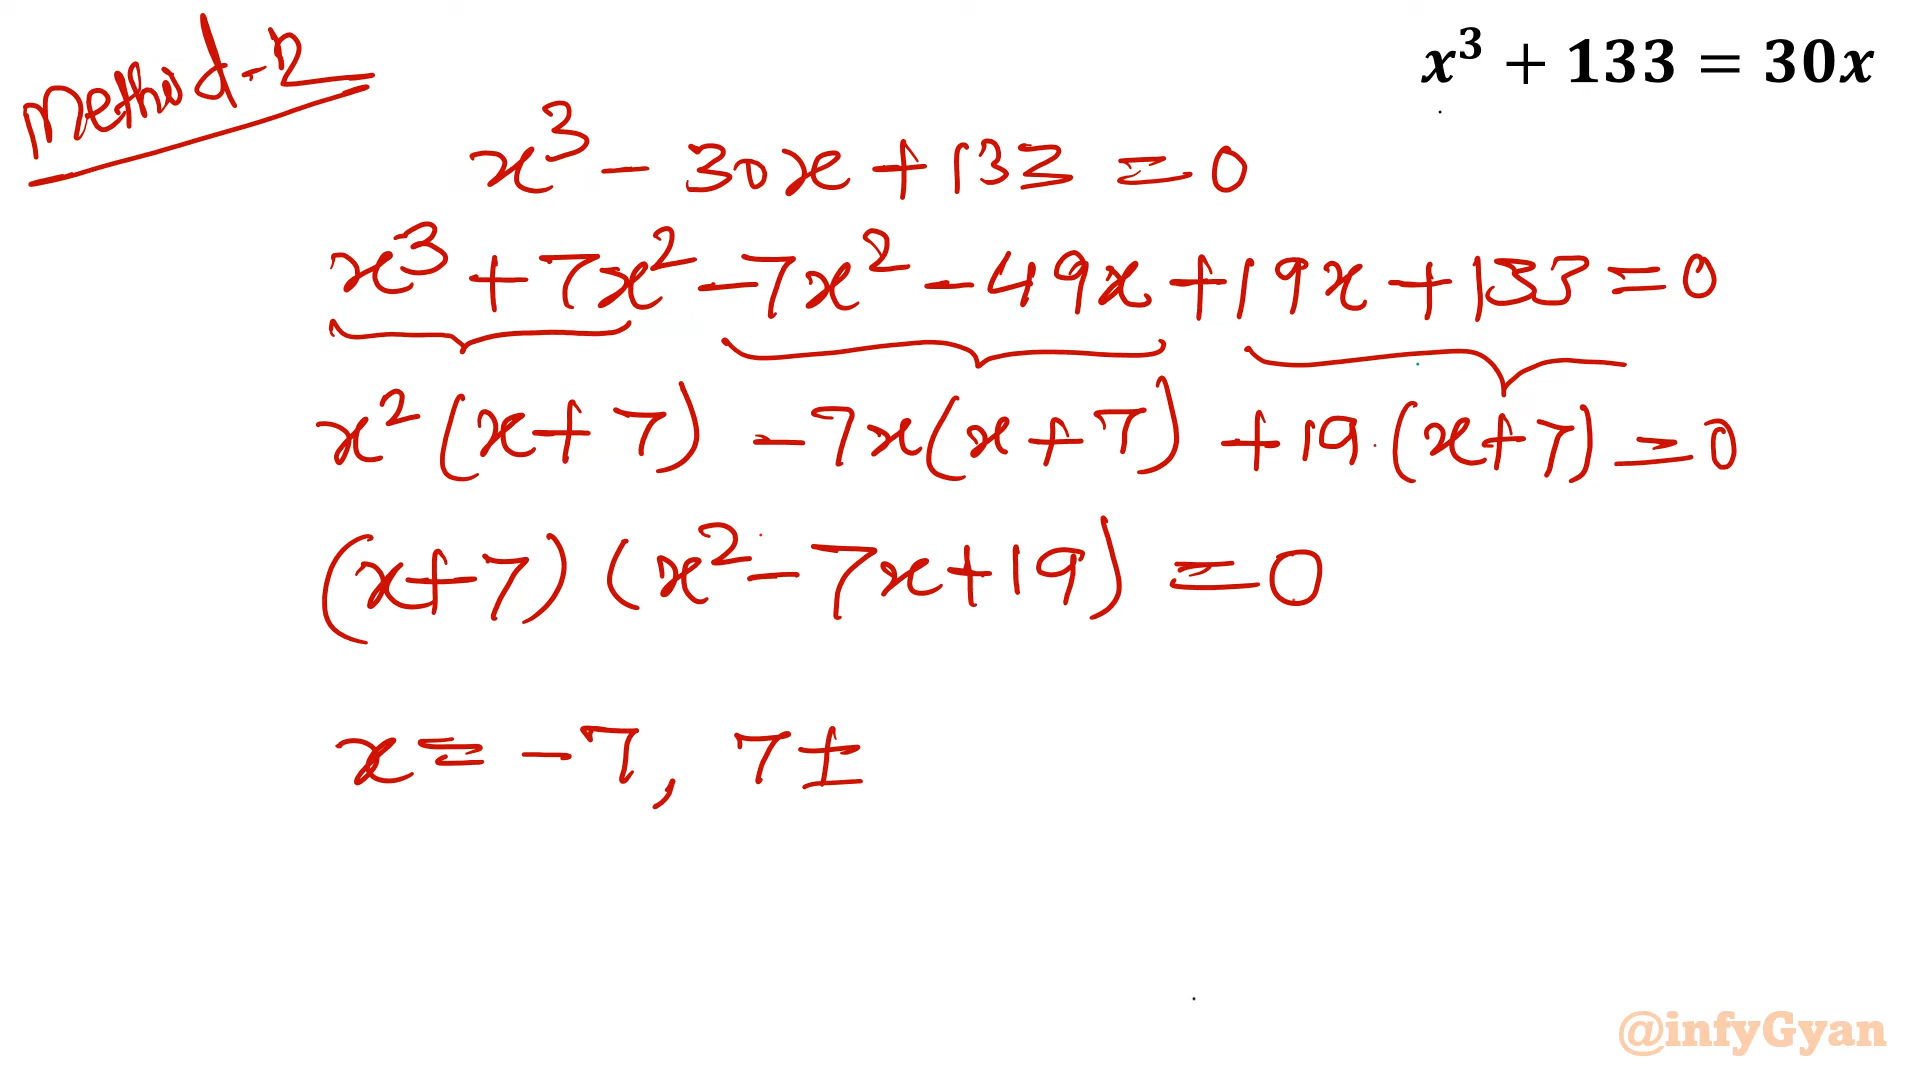 Method-2
x³ + 133 = 30x
x³ - 30x + 133 = 0
x³ + 7x² - 7x² - 49x + 19x + 133 = 0
x² (x+7) - 7x(x+7) + 19 · (x+7) = 0
(x+7) (x² - 7x + 19) = 0
x = -7, 7 ±
@infyGyan